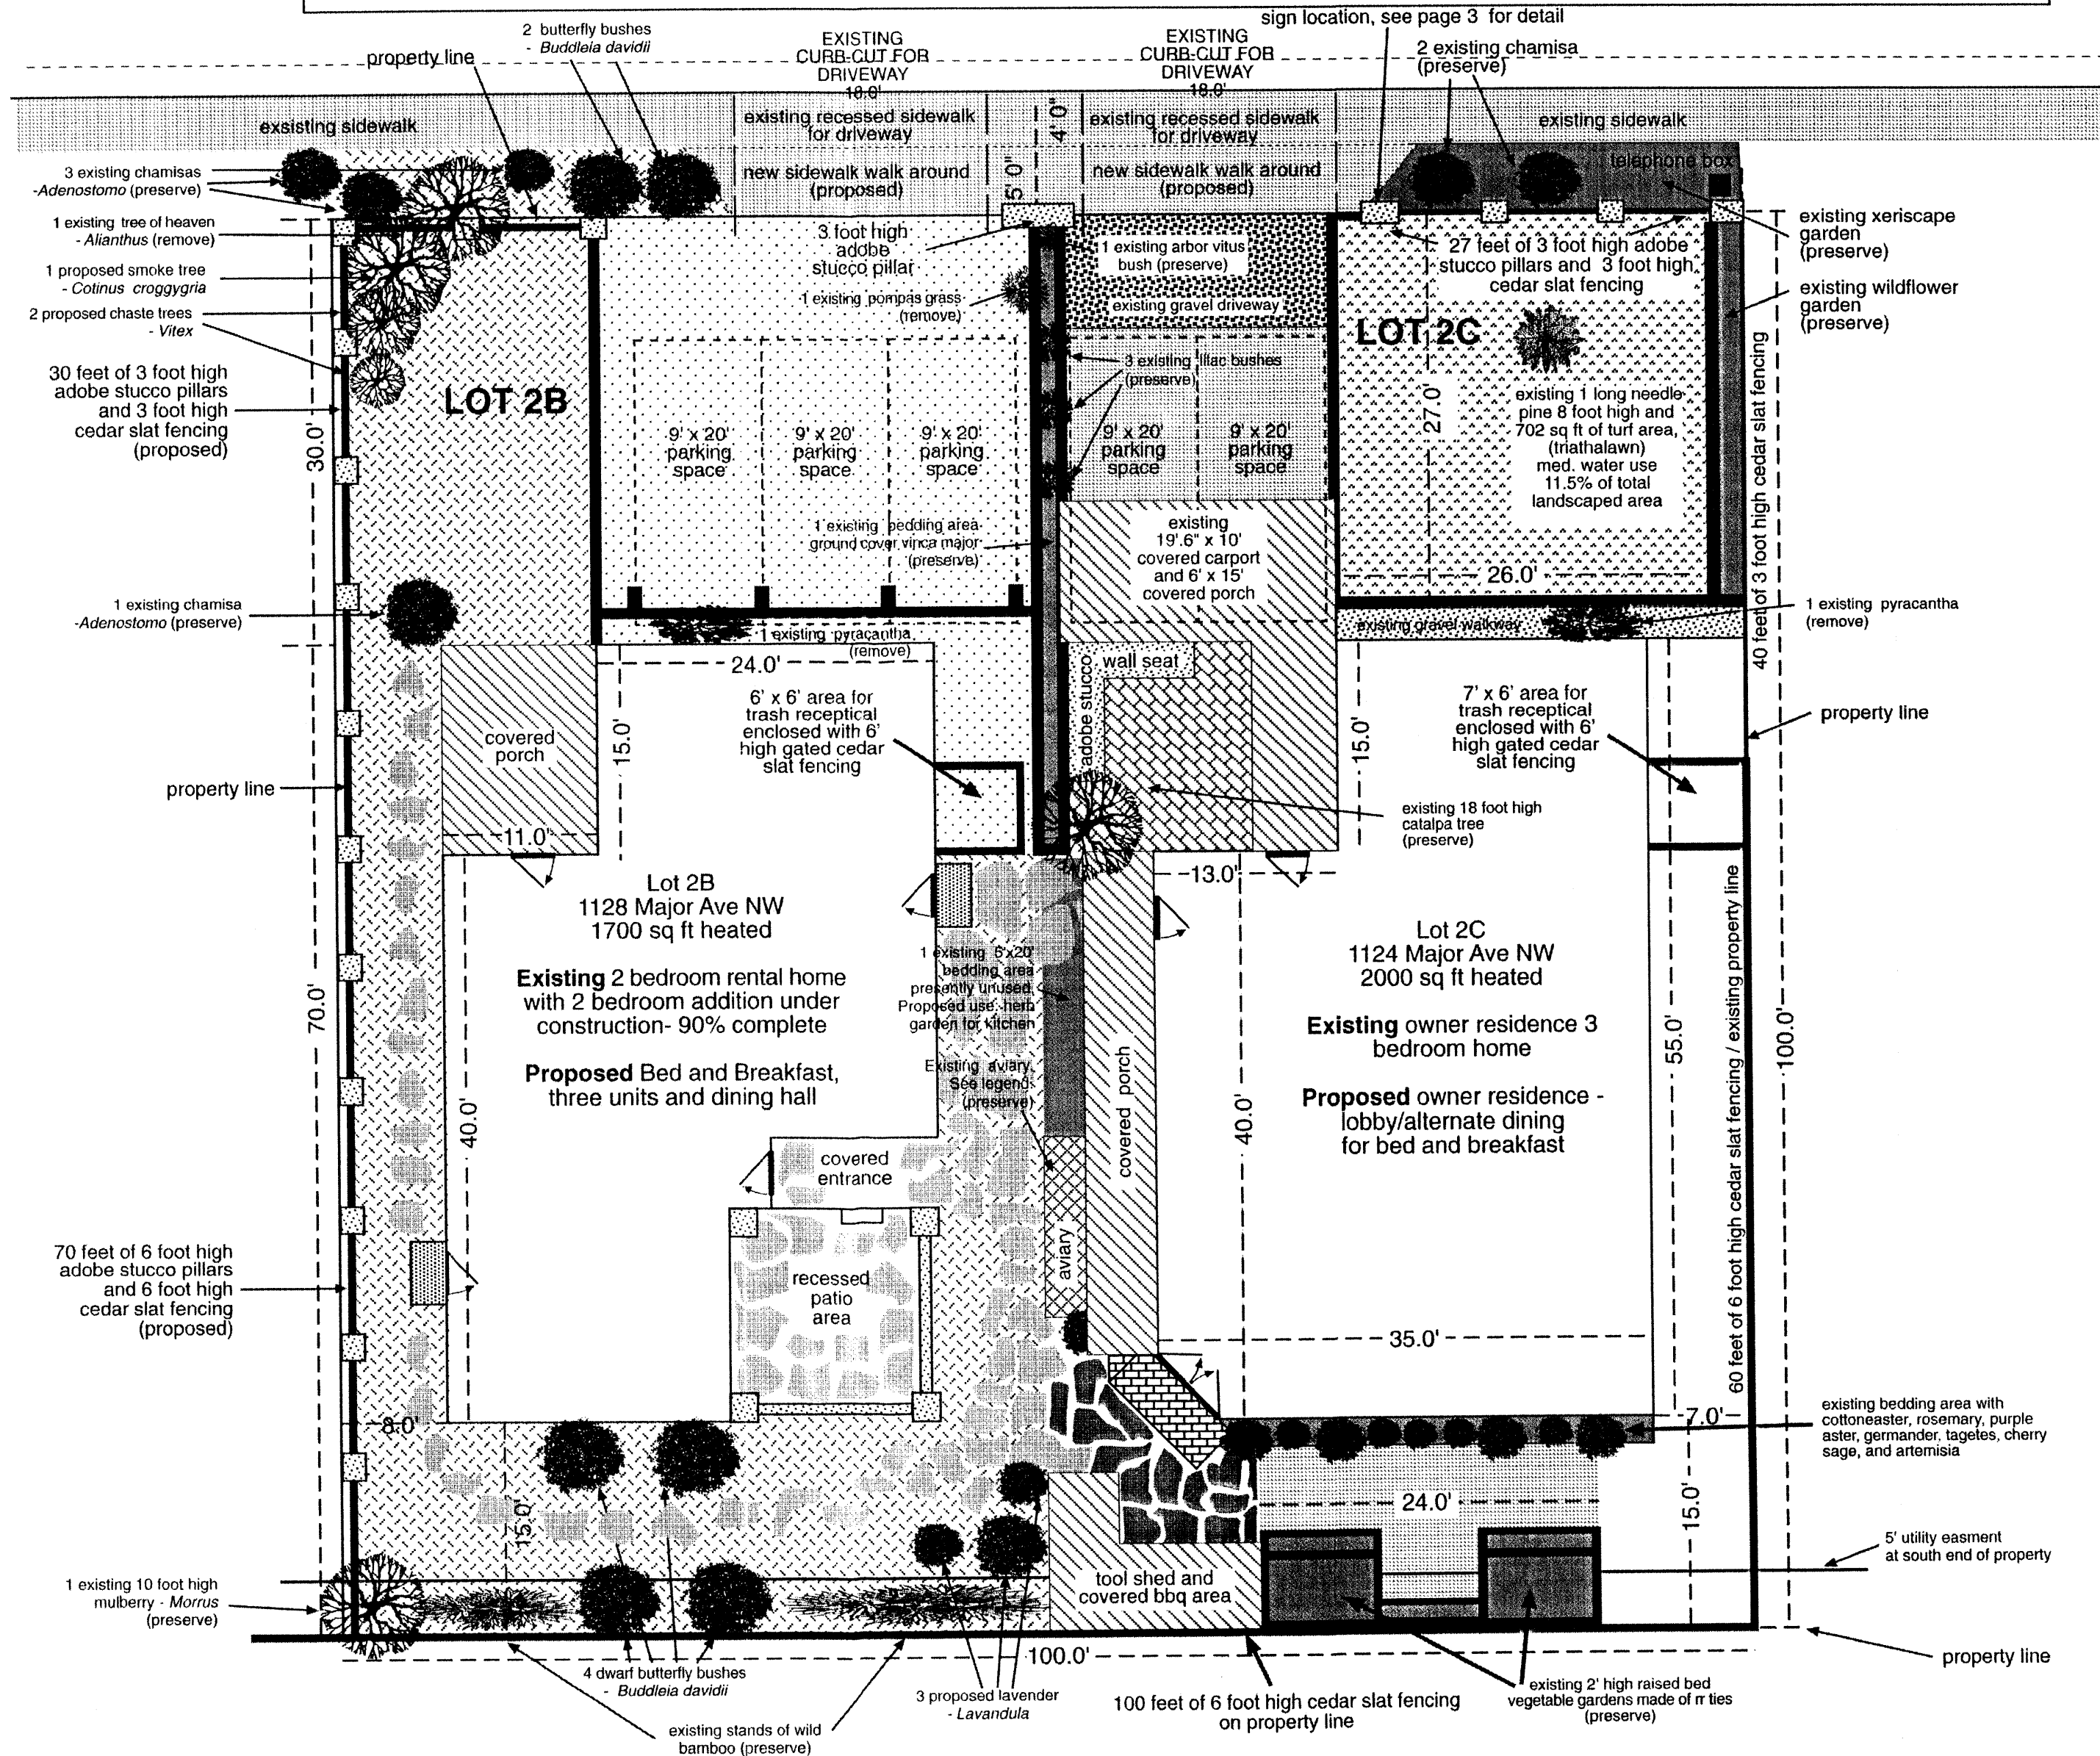 sign location, see page 3 for detail
2 butterfly bushes
- Buddleia davidii
property line
EXISTING
CURB-CUT FOR
DRIVEWAY
18.0'
EXISTING
CURB-CUT FOR
DRIVEWAY
18.0'
2 existing chamisa
(preserve)
exsisting sidewalk
existing recessed sidewalk
for driveway
4' 0"
existing recessed sidewalk
for driveway
existing sidewalk
3 existing chamisas
-Adenostomo (preserve)
new sidewalk walk around
(proposed)
5' 0"
new sidewalk walk around
(proposed)
telephone box
1 existing tree of heaven
- Alianthus (remove)
1 proposed smoke tree
- Cotinus croggygria
2 proposed chaste trees
- Vitex
3 foot high
adobe
stucco pillar
1 existing arbor vitus
bush (preserve)
27 feet of 3 foot high adobe
stucco pillars and 3 foot high
cedar slat fencing
existing xeriscape
garden
(preserve)
1 existing pompas grass
(remove)
existing gravel driveway
existing wildflower
garden
(preserve)
LOT 2C
30 feet of 3 foot high
adobe stucco pillars
and 3 foot high
cedar slat fencing
(proposed)
30.0'
LOT 2B
3 existing lilac bushes
(preserve)
27.0'
existing 1 long needle
pine 8 foot high and
702 sq ft of turf area,
(triathalawn)
med. water use
11.5% of total
landscaped area
9' x 20'
parking
space
9' x 20'
parking
space
9' x 20'
parking
space
9' x 20'
parking
space
9' x 20'
parking
space
40 feet of 3 foot high cedar slat fencing
1 existing bedding area
ground cover vinca major
(preserve)
existing
19'.6" x 10'
covered carport
and 6' x 15'
covered porch
26.0'
1 existing chamisa
-Adenostomo (preserve)
1 existing pyracantha
(remove)
existing gravel walkway
1 existing pyracantha
(remove)
24.0'
wall seat
adobe stucco
6' x 6' area for
trash receptical
enclosed with 6'
high gated cedar
slat fencing
7' x 6' area for
trash receptical
enclosed with 6'
high gated cedar
slat fencing
property line
covered
porch
15.0'
15.0'
property line
existing 18 foot high
catalpa tree
(preserve)
11.0'
13.0'
Lot 2B
1128 Major Ave NW
1700 sq ft heated
Existing 2 bedroom rental home
with 2 bedroom addition under
construction- 90% complete
Proposed Bed and Breakfast,
three units and dining hall
1 existing 5'x20'
bedding area
presently unused.
Proposed use: herb
garden for kitchen
Existing aviary.
See legend.
(preserve)
Lot 2C
1124 Major Ave NW
2000 sq ft heated
Existing owner residence 3
bedroom home
Proposed owner residence -
lobby/alternate dining
for bed and breakfast
70.0'
40.0'
covered porch
40.0'
55.0'
60 feet of 6 foot high cedar slat fencing / existing property line
100.0'
covered
entrance
aviary
70 feet of 6 foot high
adobe stucco pillars
and 6 foot high
cedar slat fencing
(proposed)
recessed
patio
area
35.0'
8.0'
7.0'
existing bedding area with
cottoneaster, rosemary, purple
aster, germander, tagetes, cherry
sage, and artemisia
15.0'
24.0'
15.0'
5' utility easment
at south end of property
1 existing 10 foot high
mulberry - Morrus
(preserve)
tool shed and
covered bbq area
100.0'
property line
4 dwarf butterfly bushes
- Buddleia davidii
3 proposed lavender
- Lavandula
100 feet of 6 foot high cedar slat fencing
on property line
existing 2' high raised bed
vegetable gardens made of rr ties
(preserve)
existing stands of wild
bamboo (preserve)